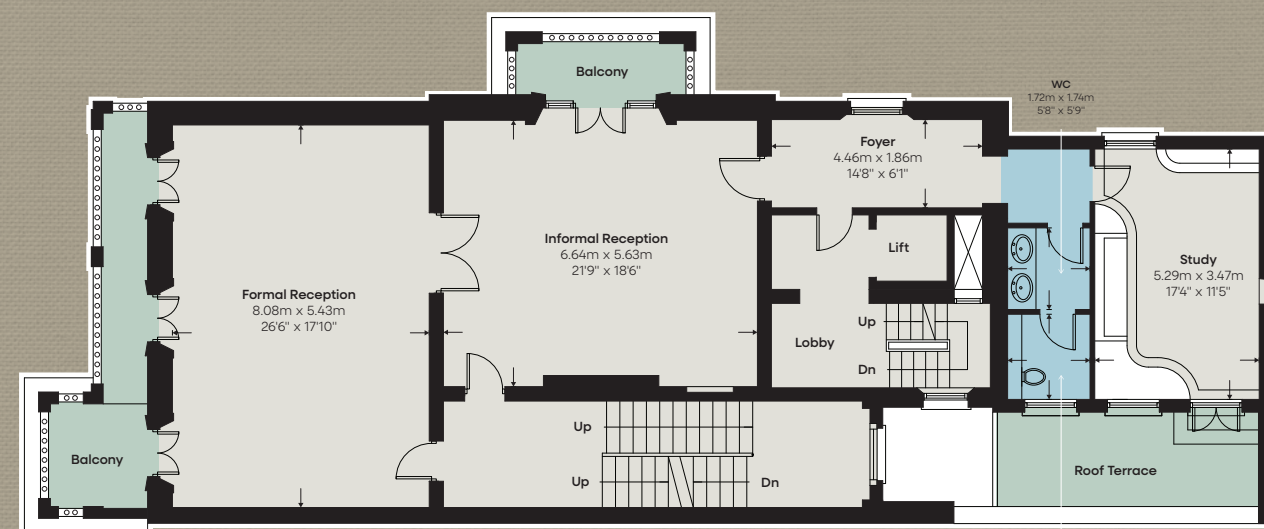 Balcony
WC
1.72m x 1.74m
5'8" x 5'9"
Foyer
4.46m x 1.86m
14'8" x 6'1"
Informal Reception
6.64m x 5.63m
21'9" x 18'6"
Lift
Study
5.29m x 3.47m
17'4" x 11'5"
Formal Reception
8.08m x 5.43m
26'6" x 17'10"
Up
Lobby
Dn
Up
Balcony
Roof Terrace
Up
Dn